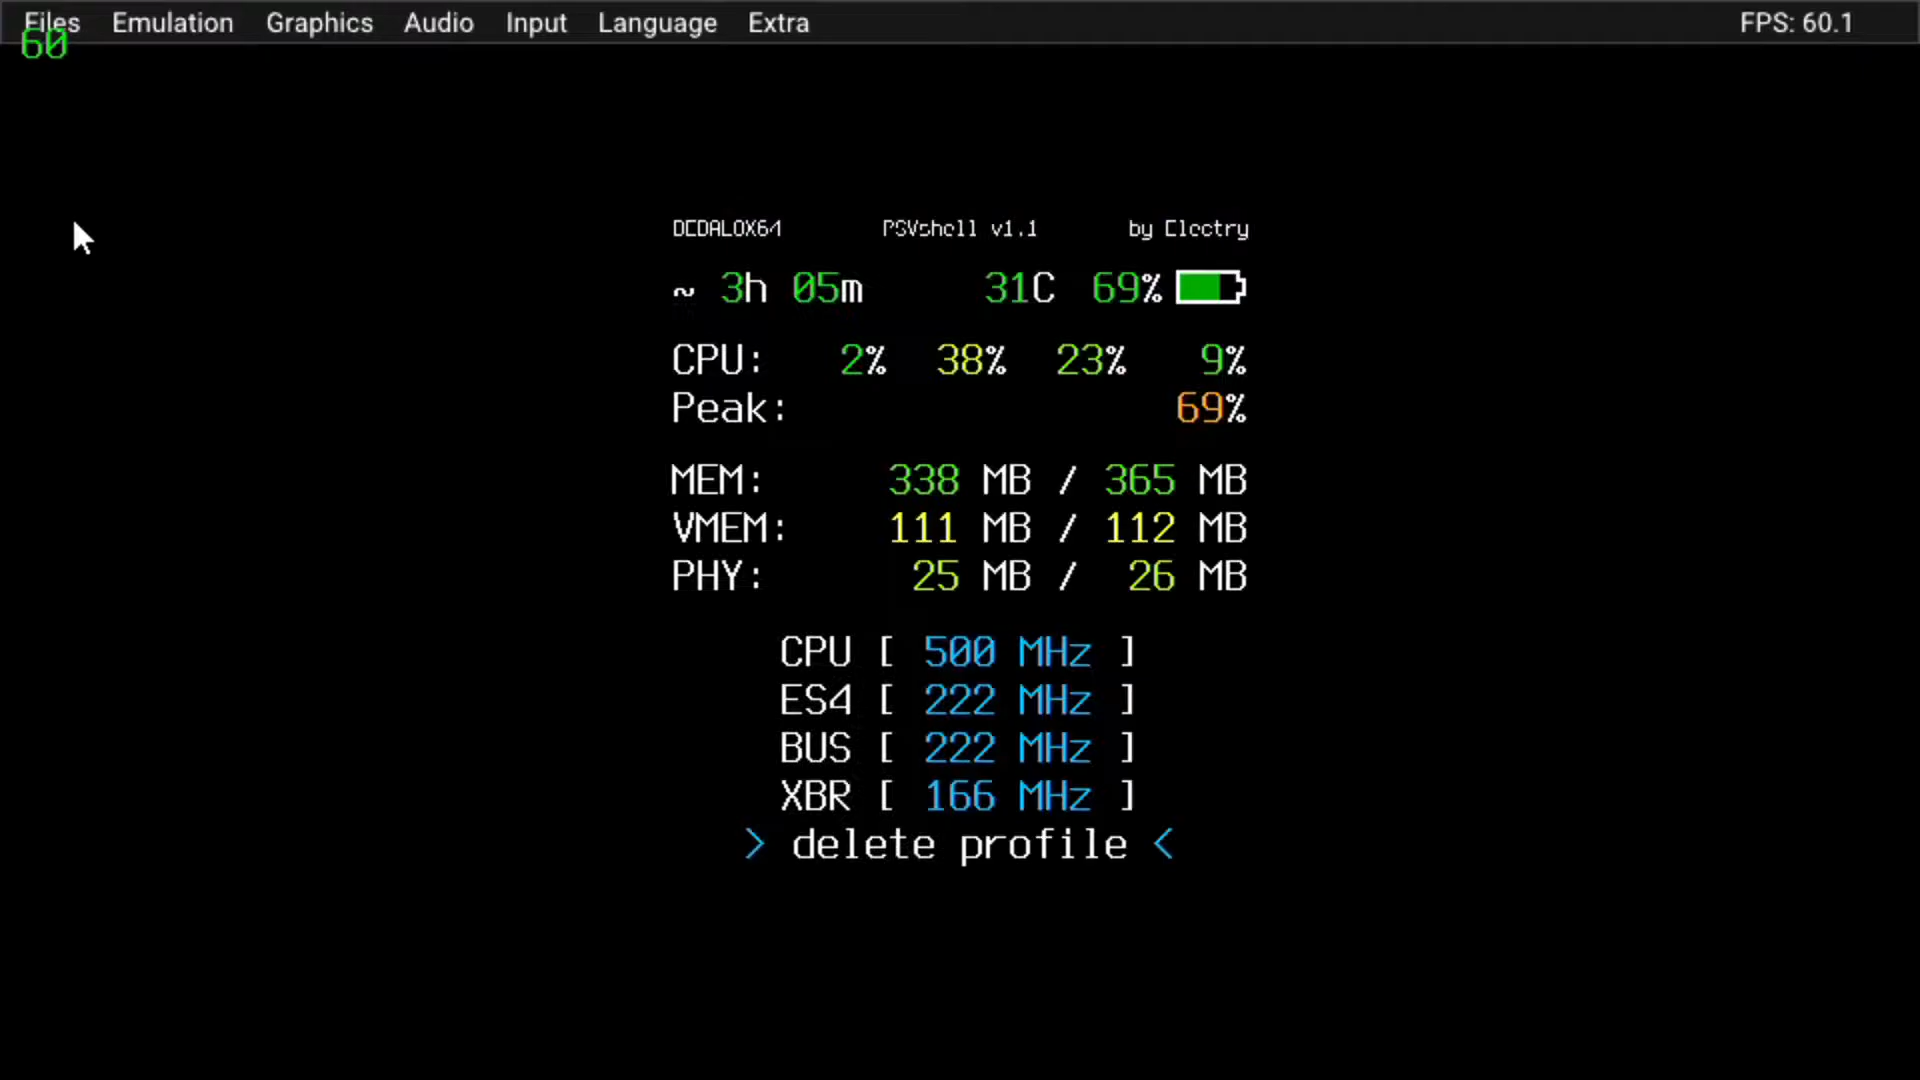 Files Emulation Graphics Audio Input Language Extra FPS: 60.1
60
DEDALOX64 PSVshell v1.1 by Electry
~ 3h 05m 31C 69%
CPU: 2% 38% 23% 9%
Peak: 69%
MEM: 338 MB / 365 MB
VMEM: 111 MB / 112 MB
PHY: 25 MB / 26 MB
CPU [ 500 MHz ]
ES4 [ 222 MHz ]
BUS [ 222 MHz ]
XBR [ 166 MHz ]
> delete profile <